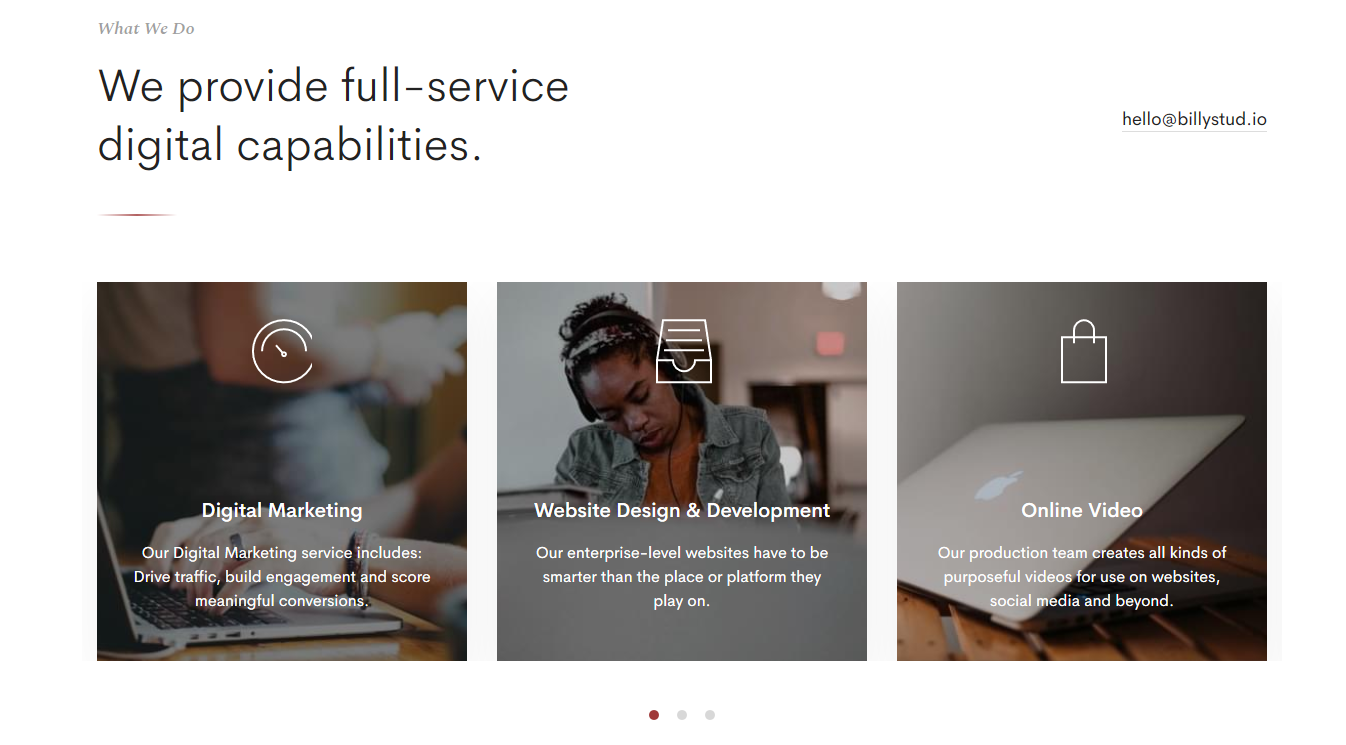 What We Do
We provide full-service
digital capabilities.
hello@billystud.io
Digital Marketing
Our Digital Marketing service includes:
Drive traffic, build engagement and score
meaningful conversions.
Website Design & Development
Our enterprise-level websites have to be
smarter than the place or platform they
play on.
Online Video
Our production team creates all kinds of
purposeful videos for use on websites,
social media and beyond.